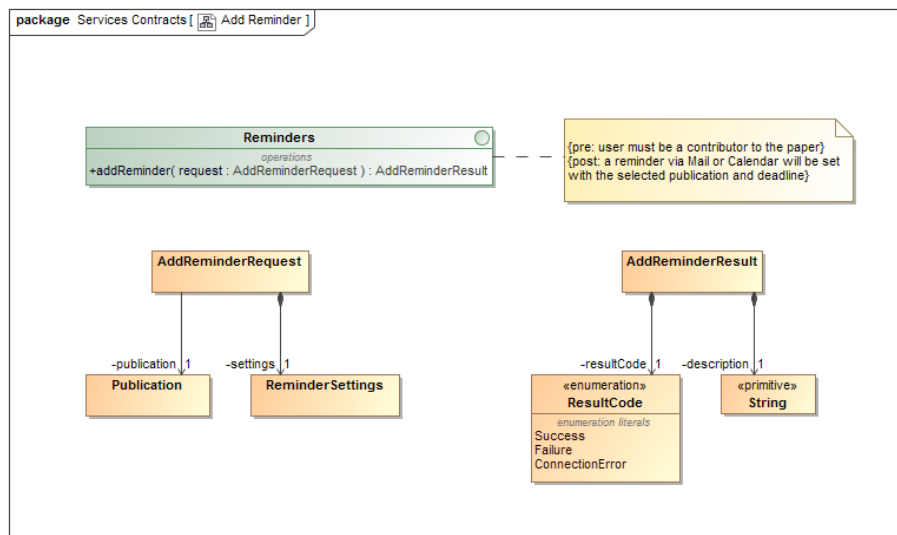 package Services Contracts [ Add Reminder ]
Reminders
operations
+addReminder( request : AddReminderRequest ) : AddReminderResult
{pre: user must be a contributor to the paper}
{post: a reminder via Mail or Calendar will be set
with the selected publication and deadline}
AddReminderRequest
AddReminderResult
-publication 1
-settings 1
-resultCode 1
-description 1
Publication
ReminderSettings
«enumeration»
ResultCode
enumeration literals
Success
Failure
ConnectionError
«primitive»
String